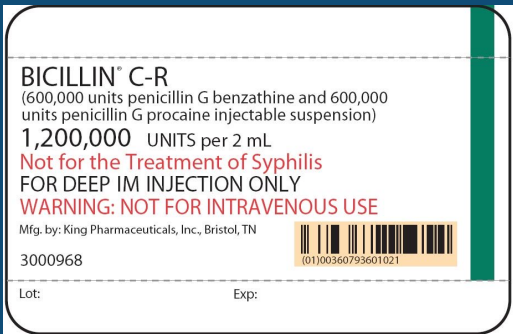 BICILLIN® C-R
(600,000 units penicillin G benzathine and 600,000
units penicillin G procaine injectable suspension)
1,200,000 UNITS per 2 mL
Not for the Treatment of Syphilis
FOR DEEP IM INJECTION ONLY
WARNING: NOT FOR INTRAVENOUS USE
Mfg. by: King Pharmaceuticals, Inc., Bristol, TN
(01)00360793601021
3000968
Lot: Exp: